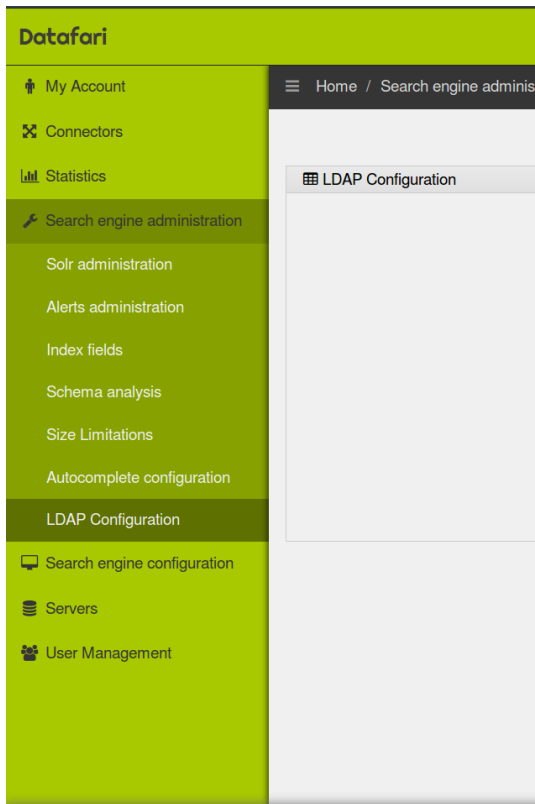 Datafari
My Account
Connectors
Statistics
Search engine administration
Solr administration
Alerts administration
Index fields
Schema analysis
Size Limitations
Autocomplete configuration
LDAP Configuration
Search engine configuration
Servers
User Management
Home / Search engine adminis
LDAP Configuration